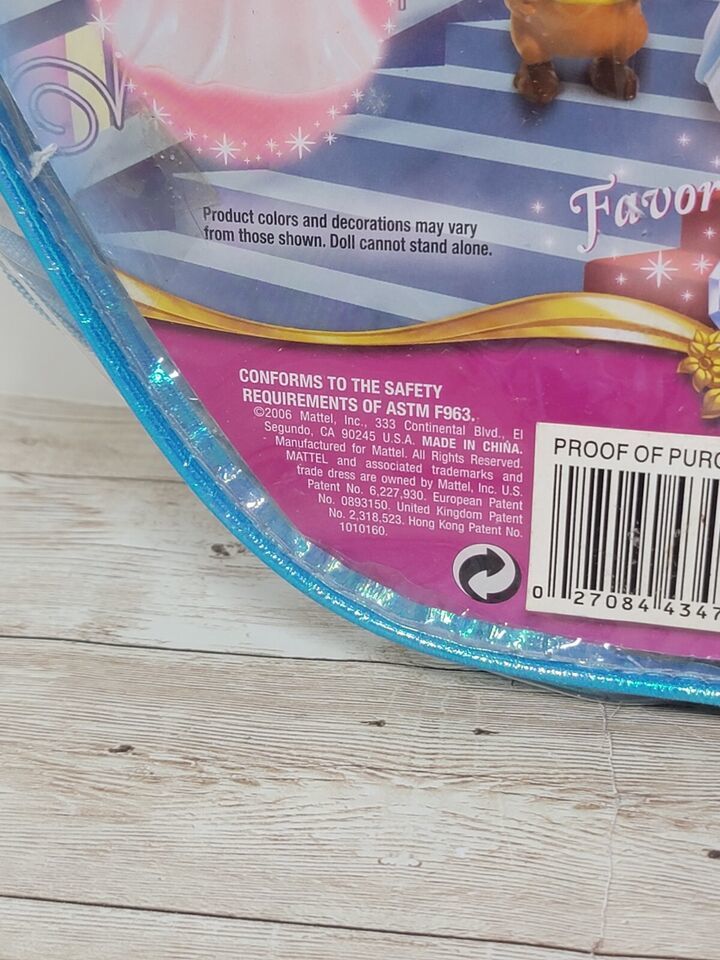 Favor
Product colors and decorations may vary
from those shown. Doll cannot stand alone.
CONFORMS TO THE SAFETY
REQUIREMENTS OF ASTM F963.
©2006 Mattel, Inc., 333 Continental Blvd., El
Segundo, CA 90245 U.S.A. MADE IN CHINA.
Manufactured for Mattel. All Rights Reserved.
MATTEL and associated trademarks and
trade dress are owned by Mattel, Inc. U.S.
Patent No. 6,227,930. European Patent
No. 0893150. United Kingdom Patent
No. 2,318.523. Hong Kong Patent No.
1010160.
PROOF OF PURC
0 27084 4347